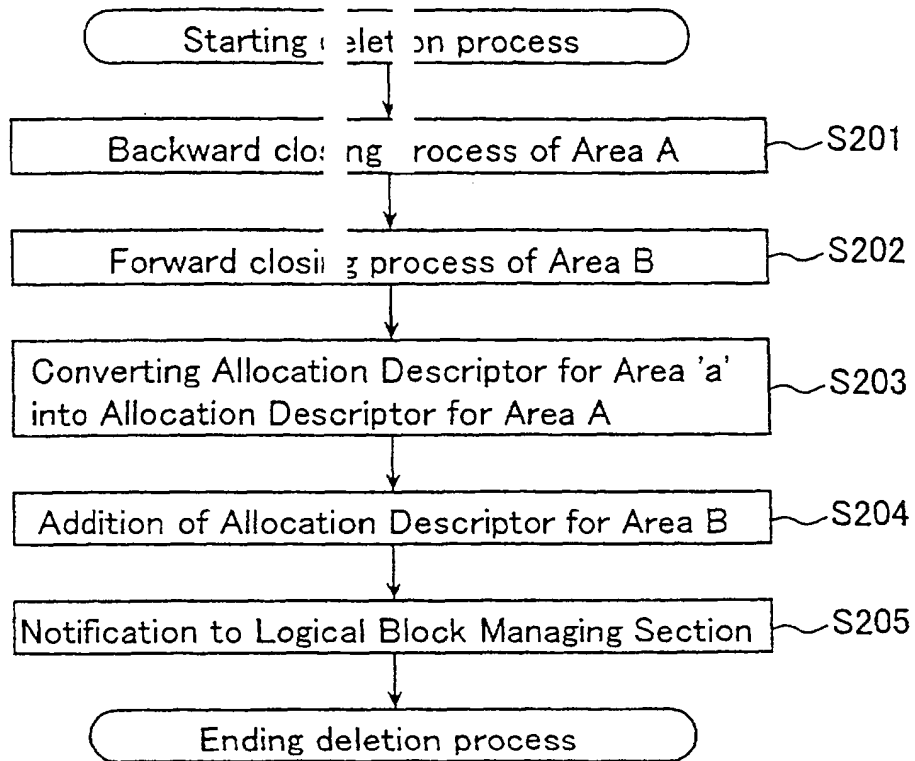 Starting deletion process
Backward closing process of Area A
S201
Forward closing process of Area B
S202
Converting Allocation Descriptor for Area 'a'
into Allocation Descriptor for Area A
S203
Addition of Allocation Descriptor for Area B
S204
Notification to Logical Block Managing Section
S205
Ending deletion process